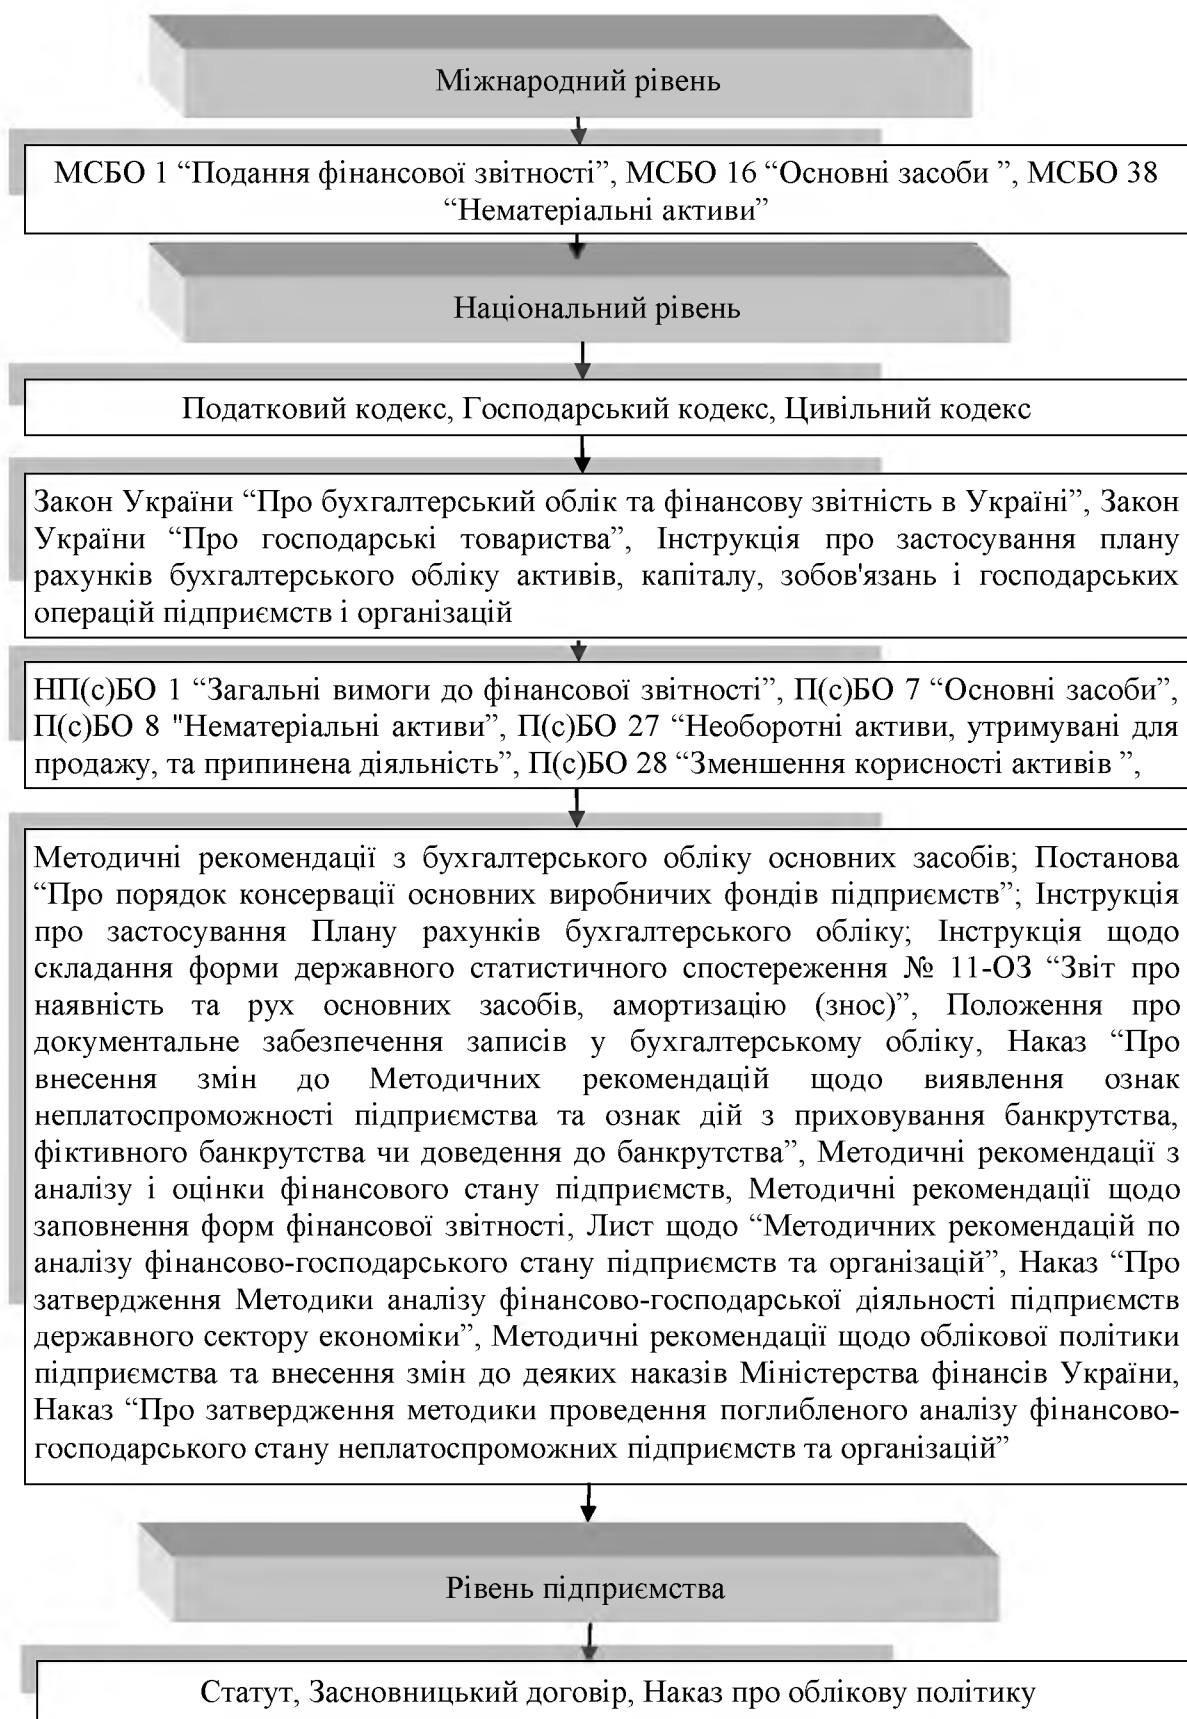 Міжнародний рівень
МСБО 1 “Подання фінансової звітності”, МСБО 16 “Основні засоби ”, МСБО 38
“Нематеріальні активи”
Національний рівень
Податковий кодекс, Господарський кодекс, Цивільний кодекс
Закон України “Про бухгалтерський облік та фінансову звітність в Україні”, Закон
України “Про господарські товариства”, Інструкція про застосування плану
рахунків бухгалтерського обліку активів, капіталу, зобов'язань і господарських
операцій підприємств і організацій
НП(с)БО 1 “Загальні вимоги до фінансової звітності”, П(с)БО 7 “Основні засоби”,
П(с)БО 8 "Нематеріальні активи”, П(с)БО 27 “Необоротні активи, утримувані для
продажу, та припинена діяльність”, П(с)БО 28 “Зменшення корисності активів ”,
Методичні рекомендації з бухгалтерського обліку основних засобів; Постанова
“Про порядок консервації основних виробничих фондів підприємств”; Інструкція
про застосування Плану рахунків бухгалтерського обліку; Інструкція щодо
складання форми державного статистичного спостереження № 11-ОЗ “Звіт про
наявність та рух основних засобів, амортизацію (знос)”, Положення про
документальне забезпечення записів у бухгалтерському обліку, Наказ “Про
внесення змін до Методичних рекомендацій щодо виявлення ознак
неплатоспроможності підприємства та ознак дій з приховування банкрутства,
фіктивного банкрутства чи доведення до банкрутства”, Методичні рекомендації з
аналізу і оцінки фінансового стану підприємств, Методичні рекомендації щодо
заповнення форм фінансової звітності, Лист щодо “Методичних рекомендацій по
аналізу фінансово-господарського стану підприємств та організацій”, Наказ “Про
затвердження Методики аналізу фінансово-господарської діяльності підприємств
державного сектору економіки”, Методичні рекомендації щодо облікової політики
підприємства та внесення змін до деяких наказів Міністерства фінансів України,
Наказ “Про затвердження методики проведення поглибленого аналізу фінансово-
господарського стану неплатоспроможних підприємств та організацій”
Рівень підприємства
Статут, Засновницький договір, Наказ про облікову політику